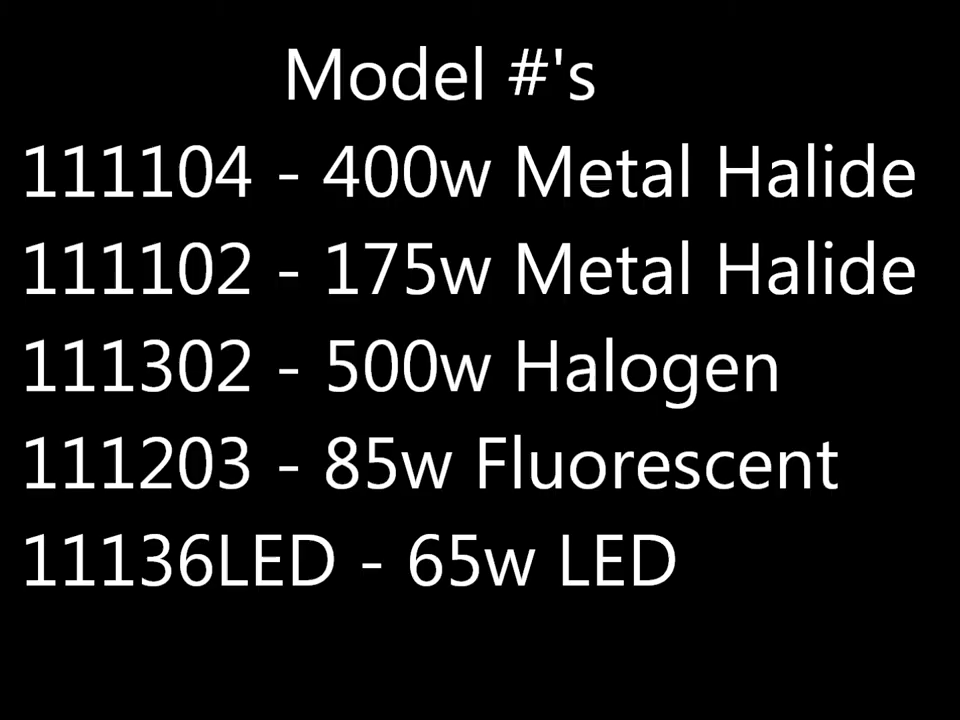 Model #'s
111104 - 400w Metal Halide
111102 - 175w Metal Halide
111302 - 500w Halogen
111203 - 85w Fluorescent
11136LED - 65w LED